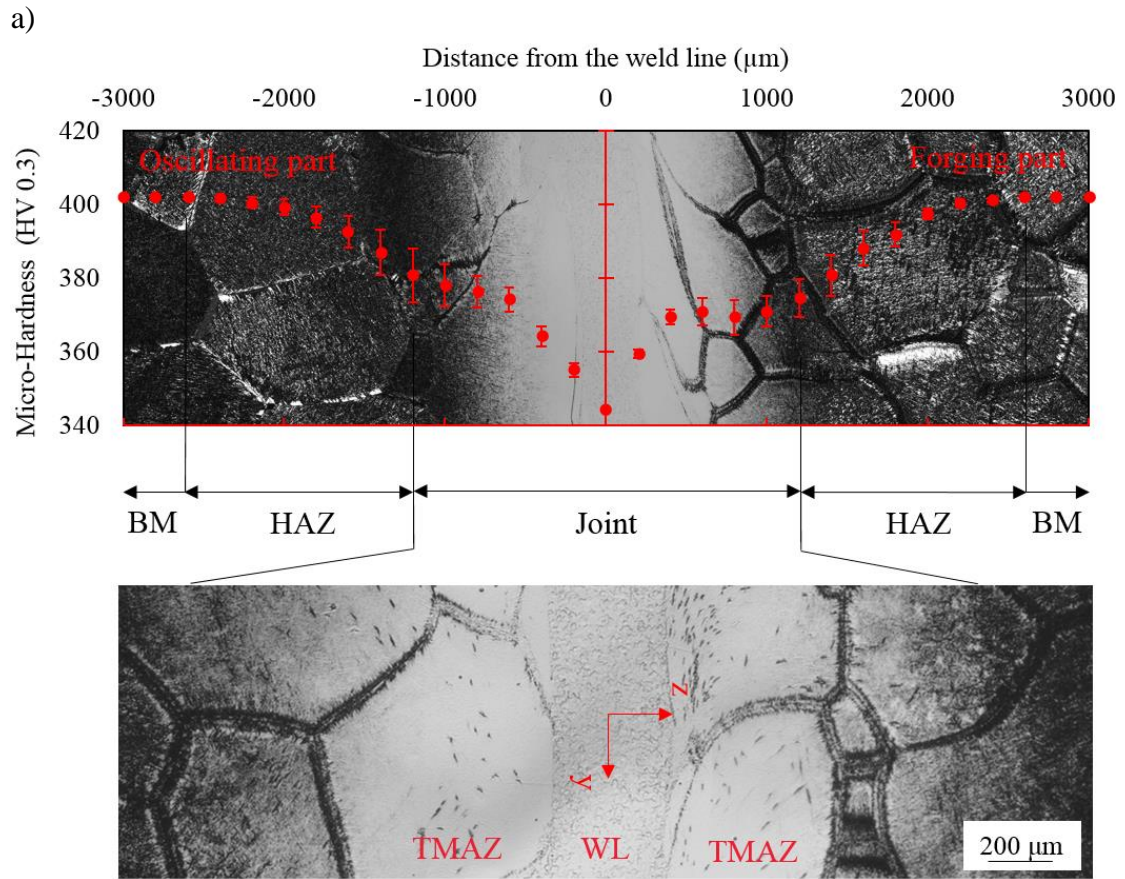 a)
Distance from the weld line (µm)
-3000 -2000 -1000 0 1000 2000 3000
Micro-Hardness (HV 0.3)
420
400
380
360
340
Oscillating part
Forging part
BM HAZ Joint HAZ BM
z
y
TMAZ WL TMAZ
200 µm